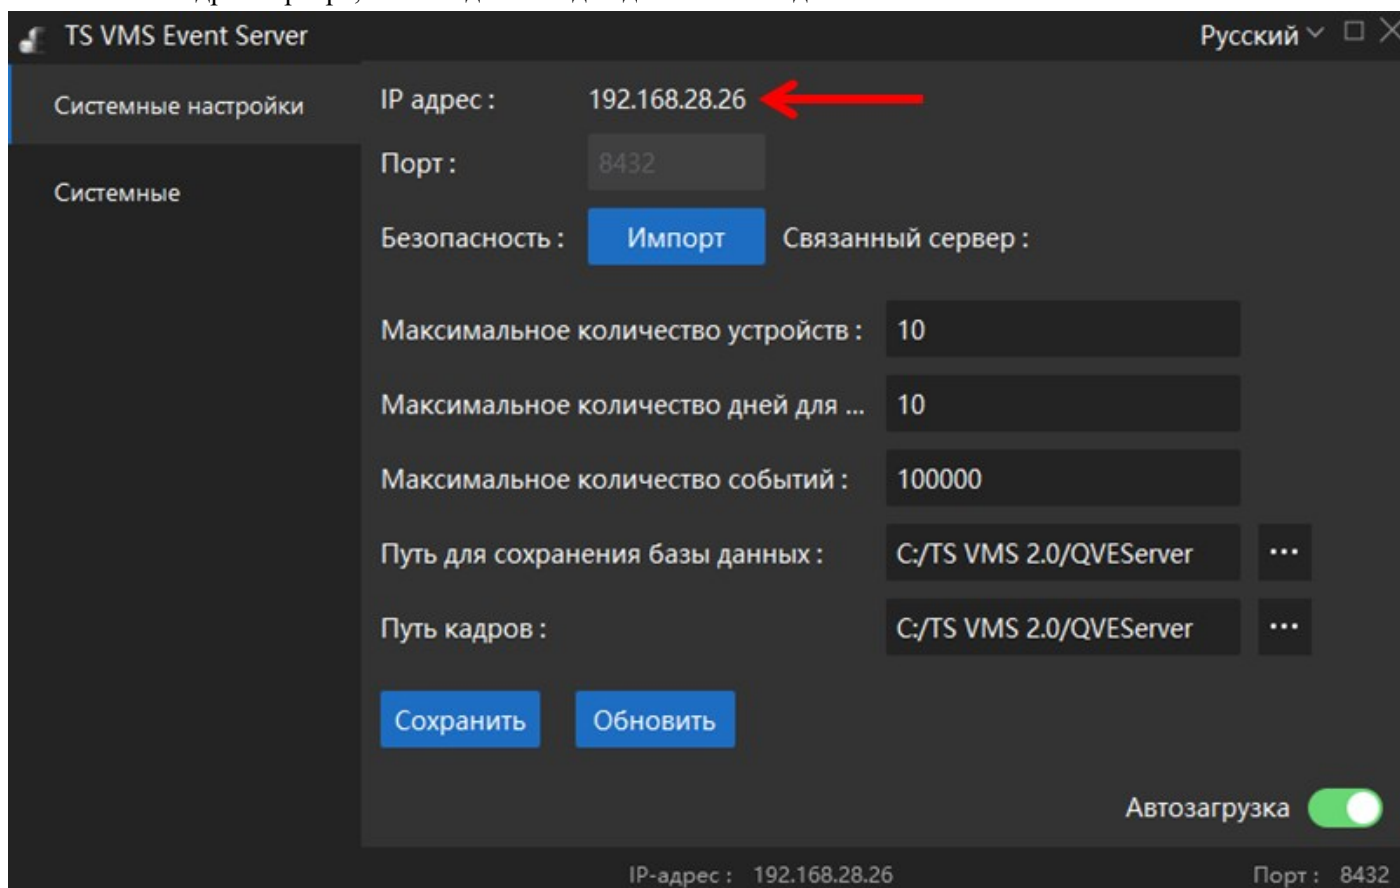 TS VMS Event Server Русский
Системные настройки
Системные
IP адрес : 192.168.28.26
Порт : 8432
Безопасность : Импорт Связанный сервер :
Максимальное количество устройств : 10
Максимальное количество дней для ... 10
Максимальное количество событий : 100000
Путь для сохранения базы данных : C:/TS VMS 2.0/QVEServer ...
Путь кадров : C:/TS VMS 2.0/QVEServer ...
Сохранить Обновить
Автозагрузка
IP-адрес : 192.168.28.26 Порт : 8432